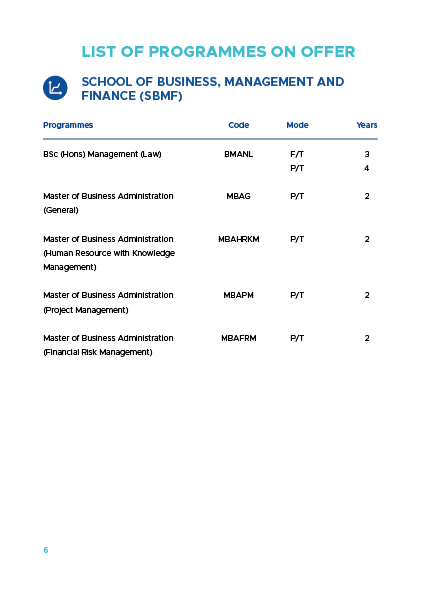 LIST OF PROGRAMMES ON OFFER
SCHOOL OF BUSINESS, MANAGEMENT AND
FINANCE (SBMF)
Programmes Code Mode Years
BSc (Hons) Management (Law) BMANL F/T 3
P/T 4
Master of Business Administration MBAG P/T 2
(General)
Master of Business Administration MBAHRKM P/T 2
(Human Resource with Knowledge
Management)
Master of Business Administration MBAPM P/T 2
(Project Management)
Master of Business Administration MBAFRM P/T 2
(Financial Risk Management)
6